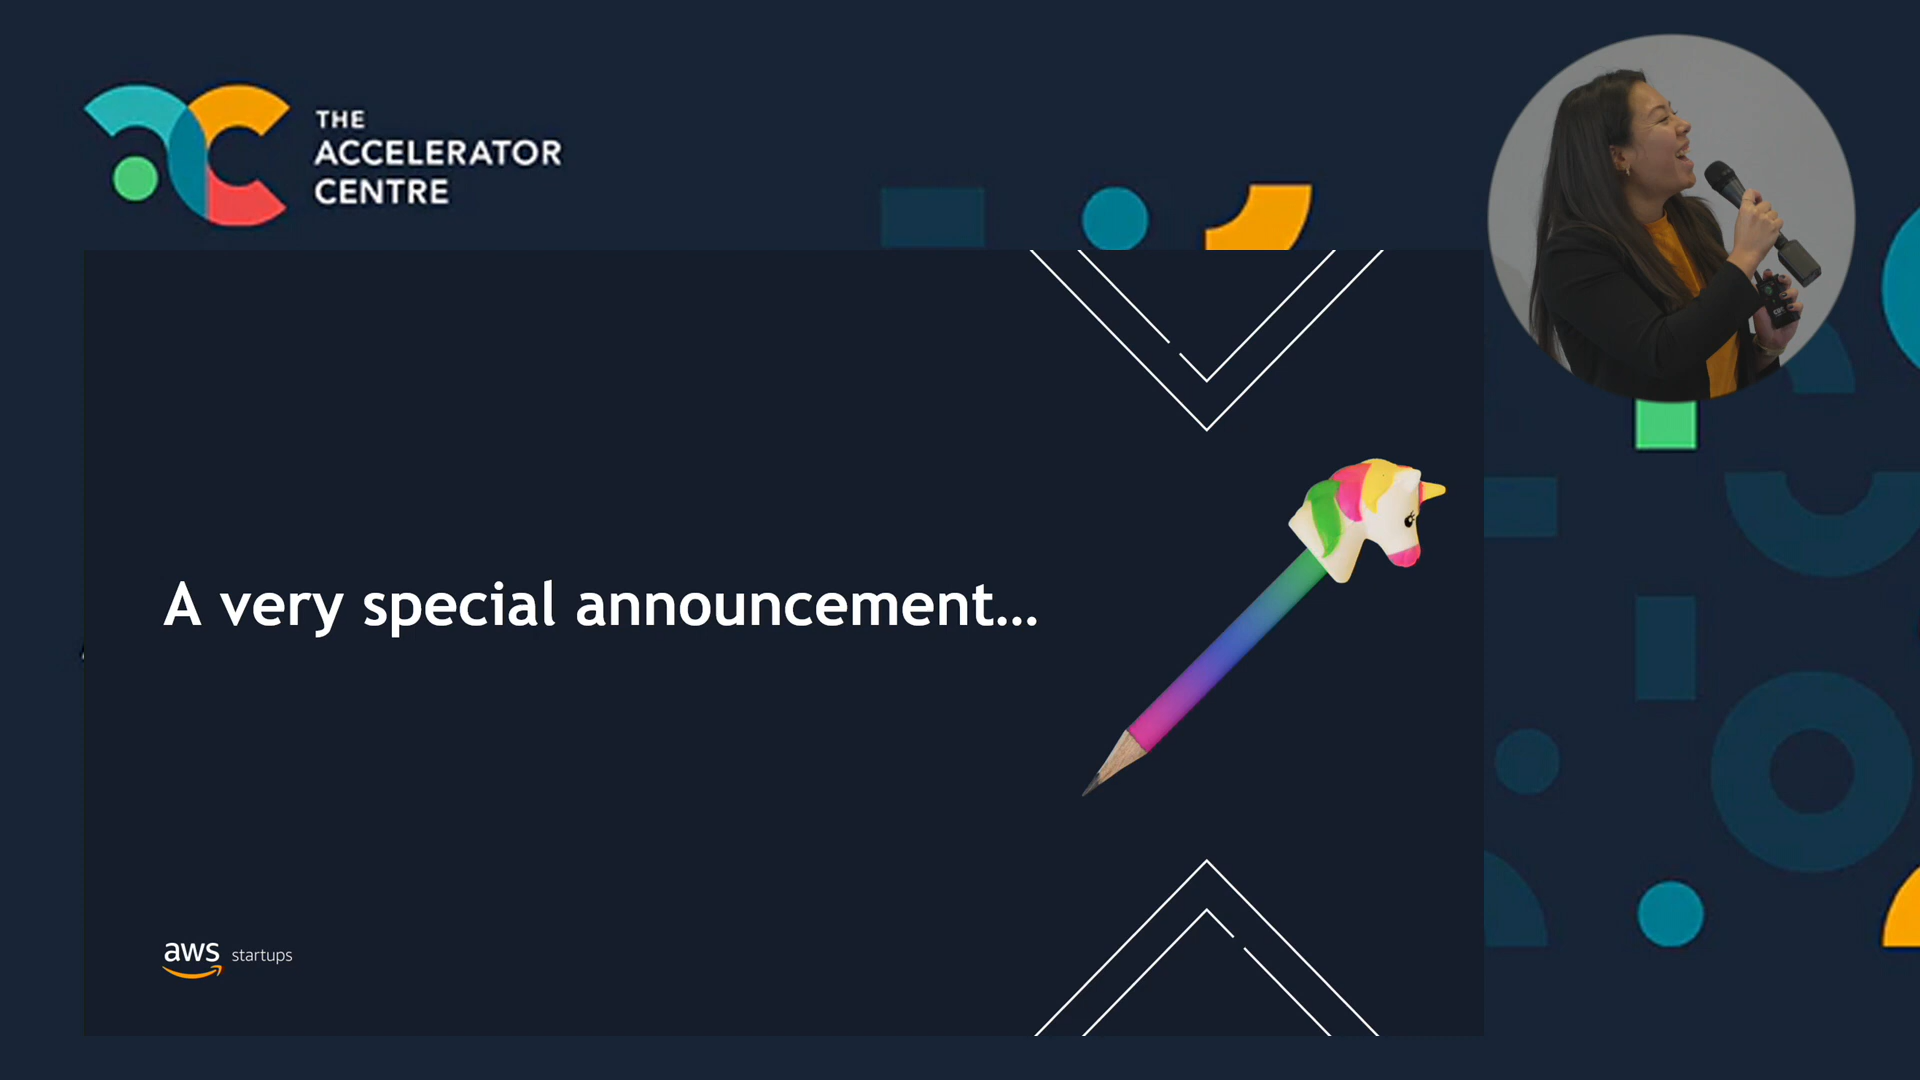 THE
ACCELERATOR
CENTRE
A very special announcement...
aws startups